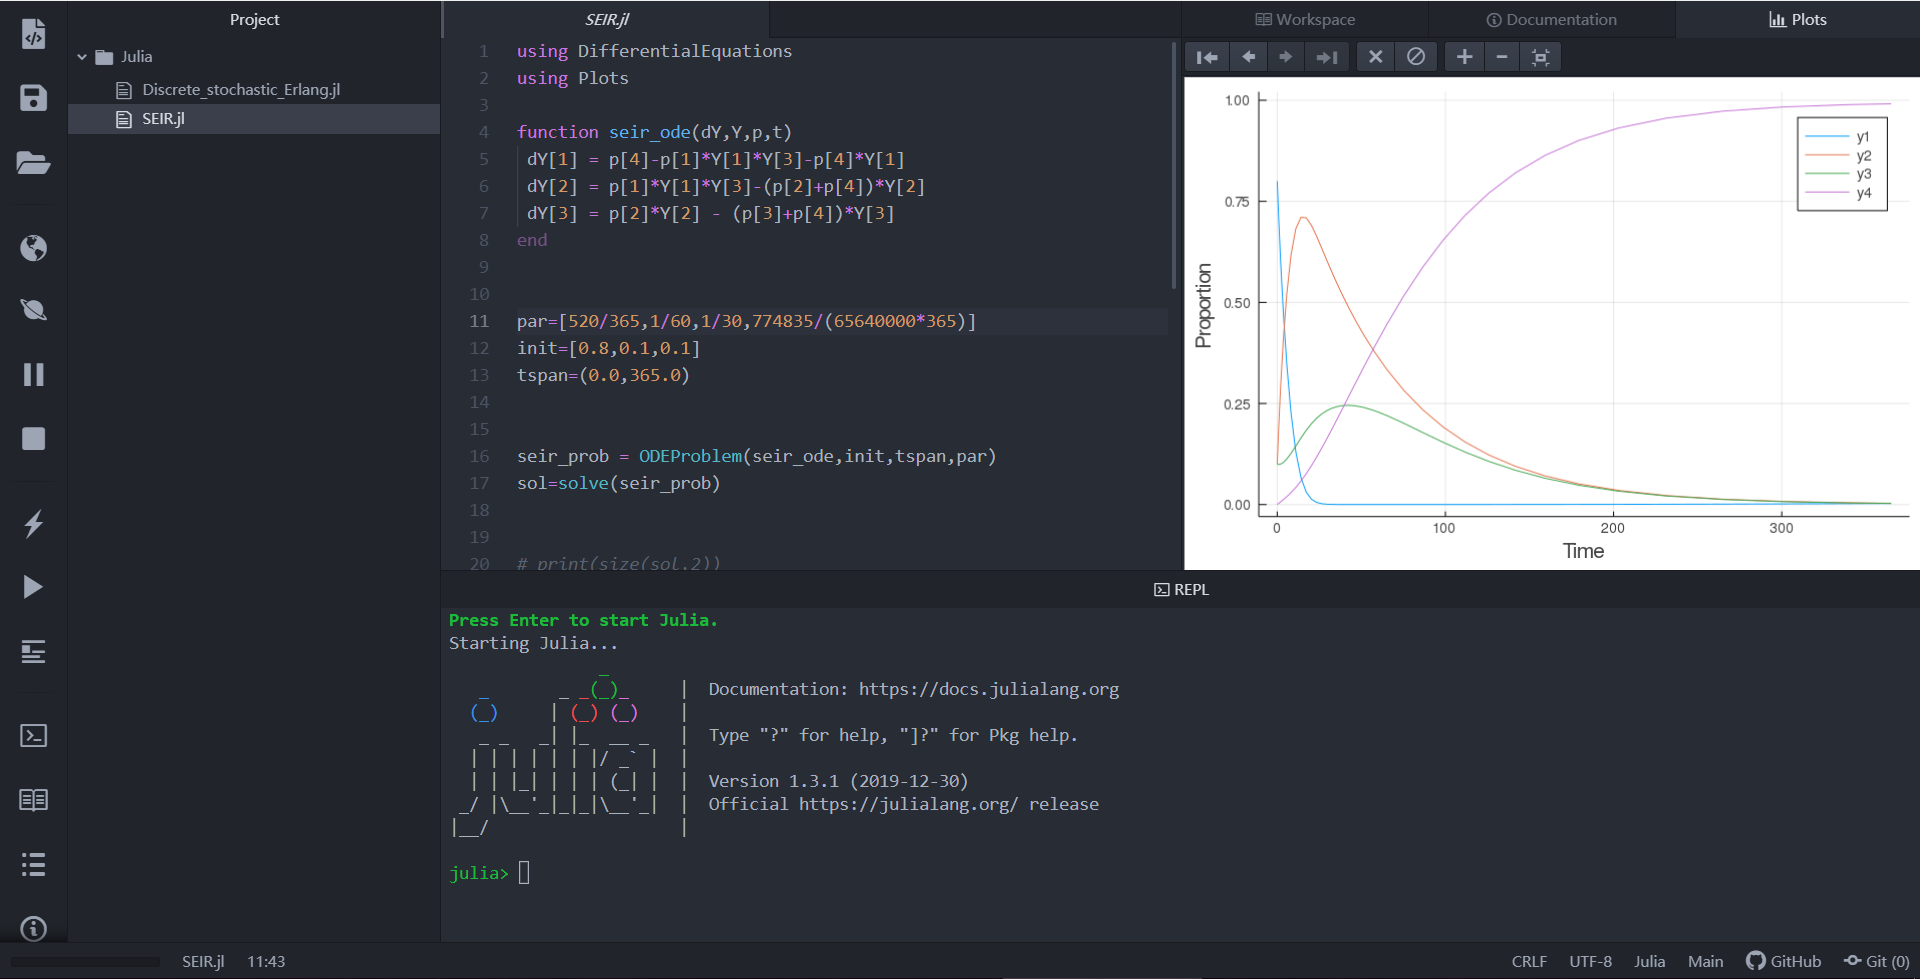 Project
Julia
Discrete_stochastic_Erlang.jl
SEIR.jl
SEIR.jl
1 using DifferentialEquations
2 using Plots
3
4 function seir_ode(dY,Y,p,t)
5 dY[1] = p[4]-p[1]*Y[1]*Y[3]-p[4]*Y[1]
6 dY[2] = p[1]*Y[1]*Y[3]-(p[2]+p[4])*Y[2]
7 dY[3] = p[2]*Y[2] - (p[3]+p[4])*Y[3]
8 end
9
10
11 par=[520/365,1/60,1/30,774835/(65640000*365)]
12 init=[0.8,0.1,0.1]
13 tspan=(0.0,365.0)
14
15
16 seir_prob = ODEProblem(seir_ode,init,tspan,par)
17 sol=solve(seir_prob)
18
19
20 # print(size(sol,2))
Workspace Documentation Plots
1.00
0.75
0.50
0.25
0.00
Proportion
0 100 200 300
Time
y1
y2
y3
y4
REPL
Press Enter to start Julia.
Starting Julia...
Documentation: https://docs.julialang.org
Type "?" for help, "]?" for Pkg help.
Version 1.3.1 (2019-12-30)
Official https://julialang.org/ release
julia>
SEIR.jl 11:43 CRLF UTF-8 Julia Main GitHub Git (0)